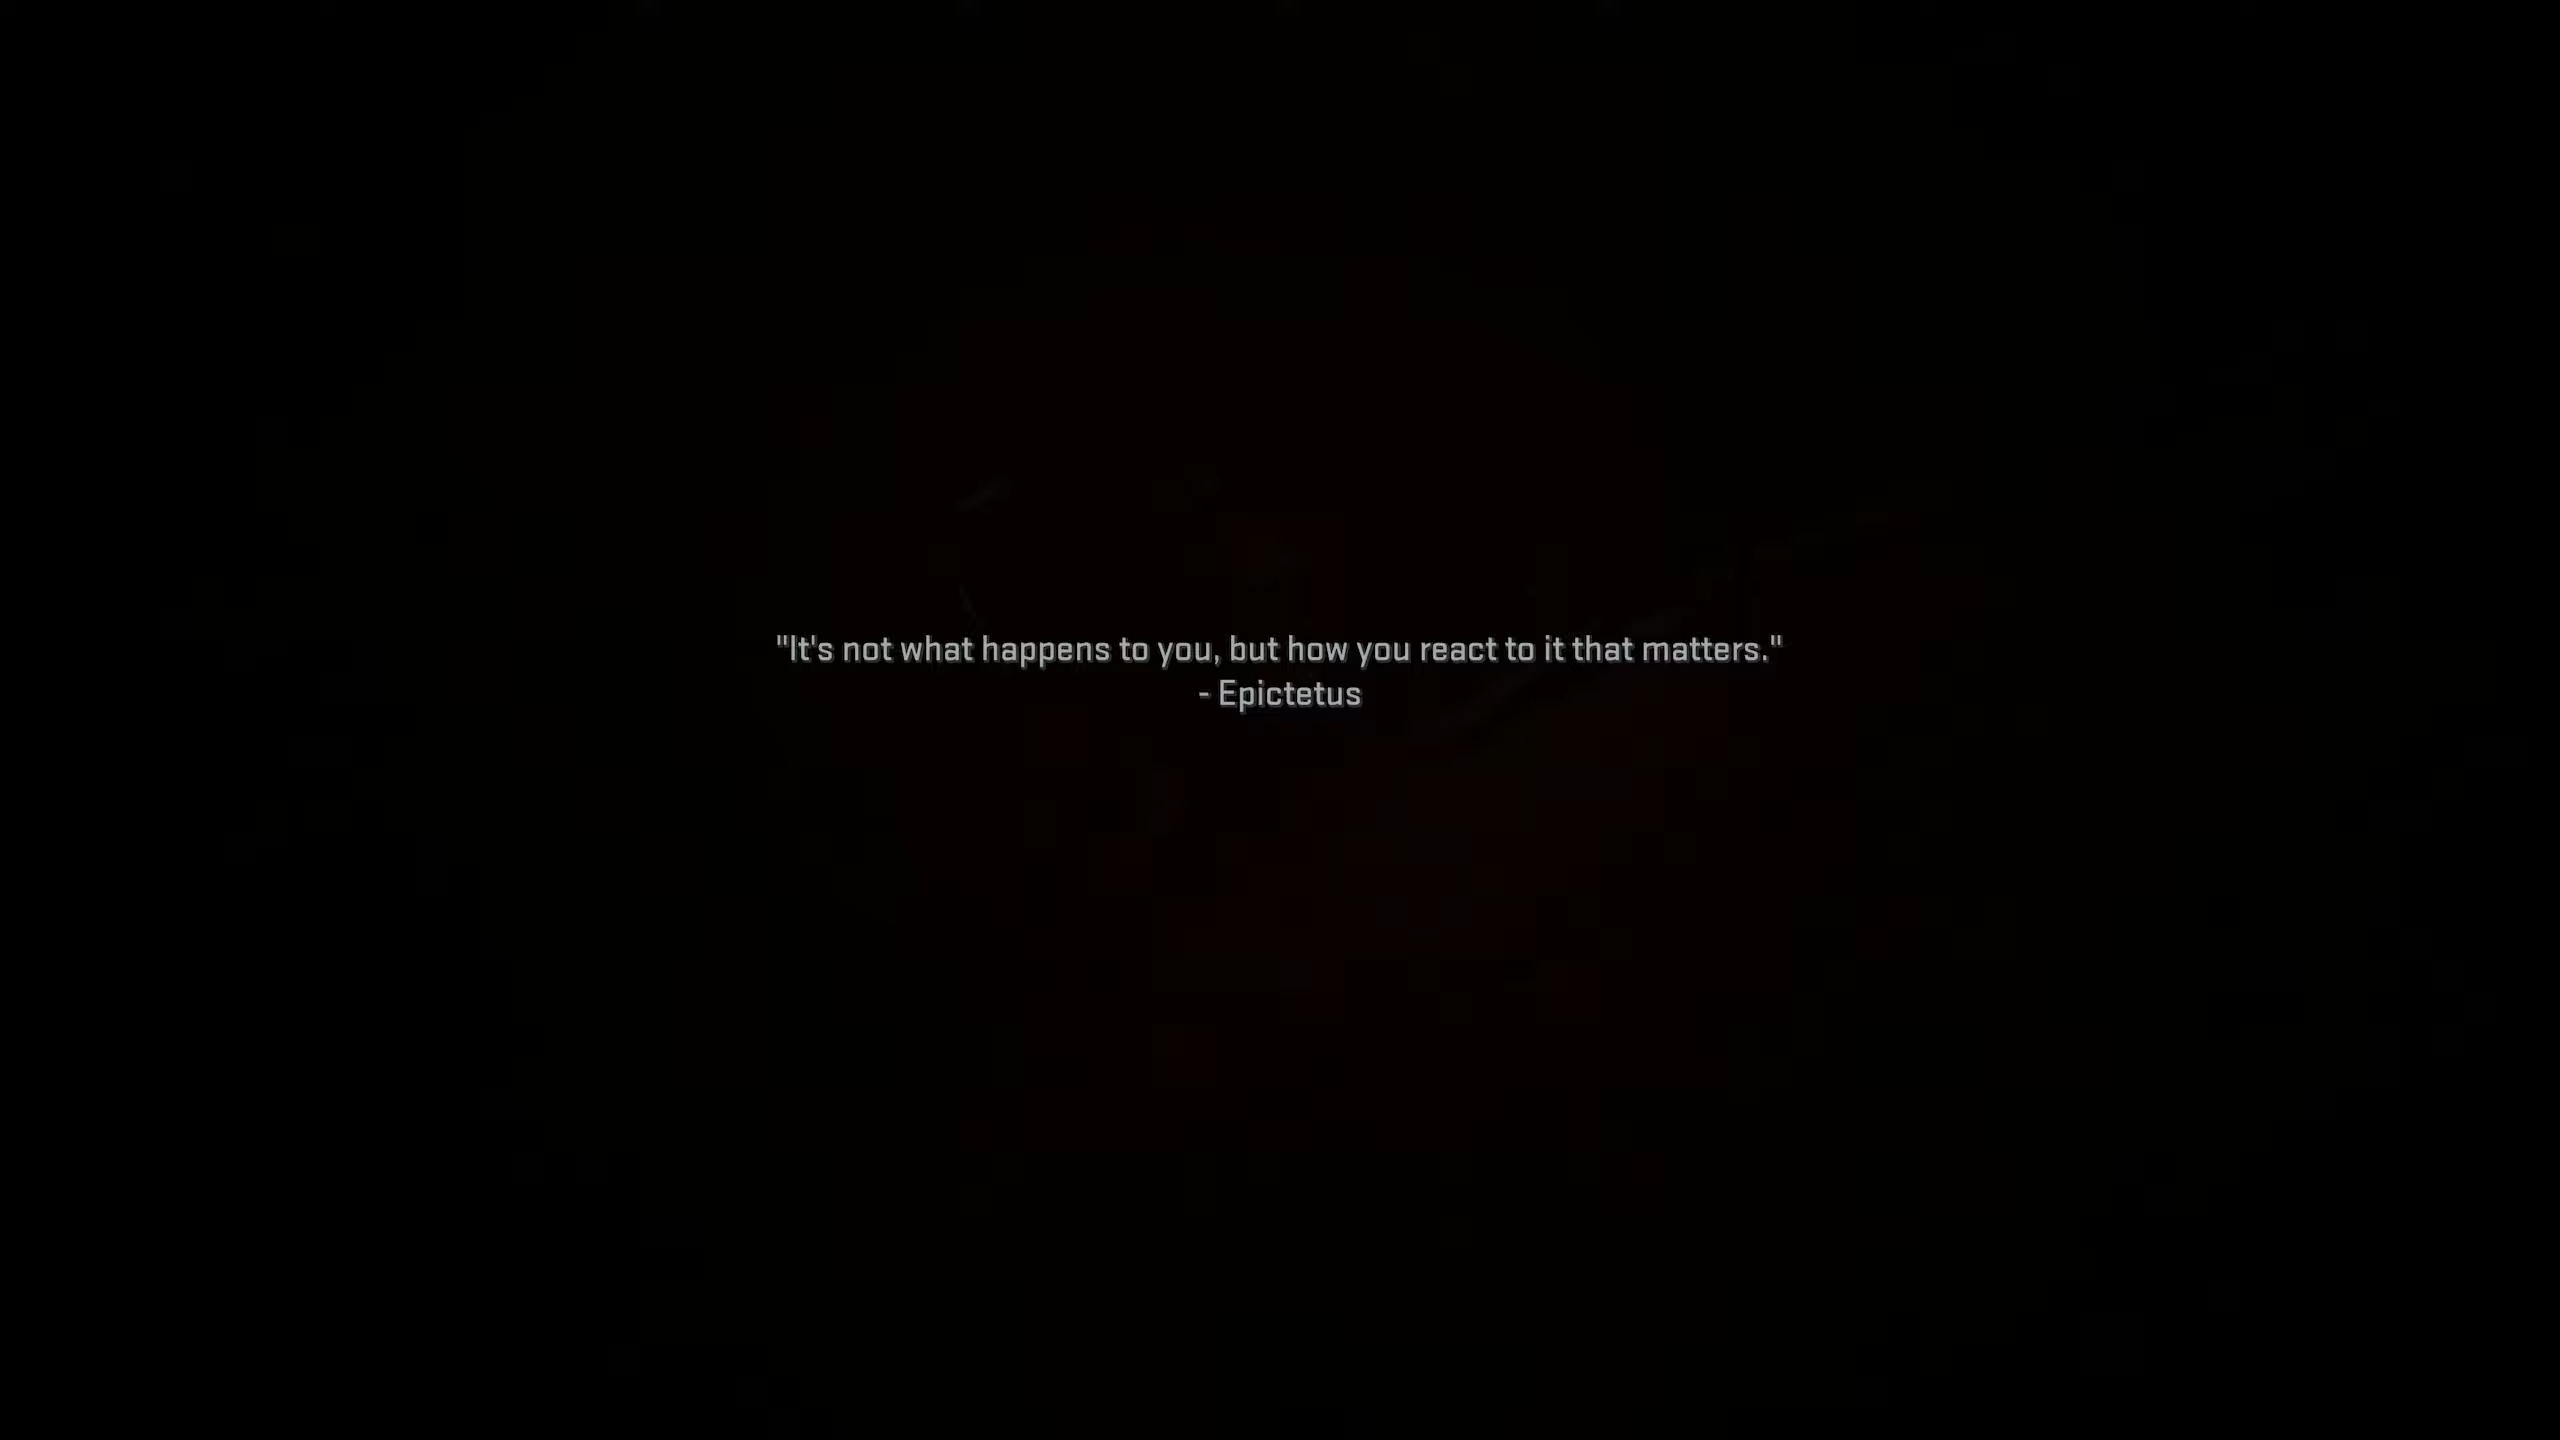 "It's not what happens to you, but how you react to it that matters."
- Epictetus